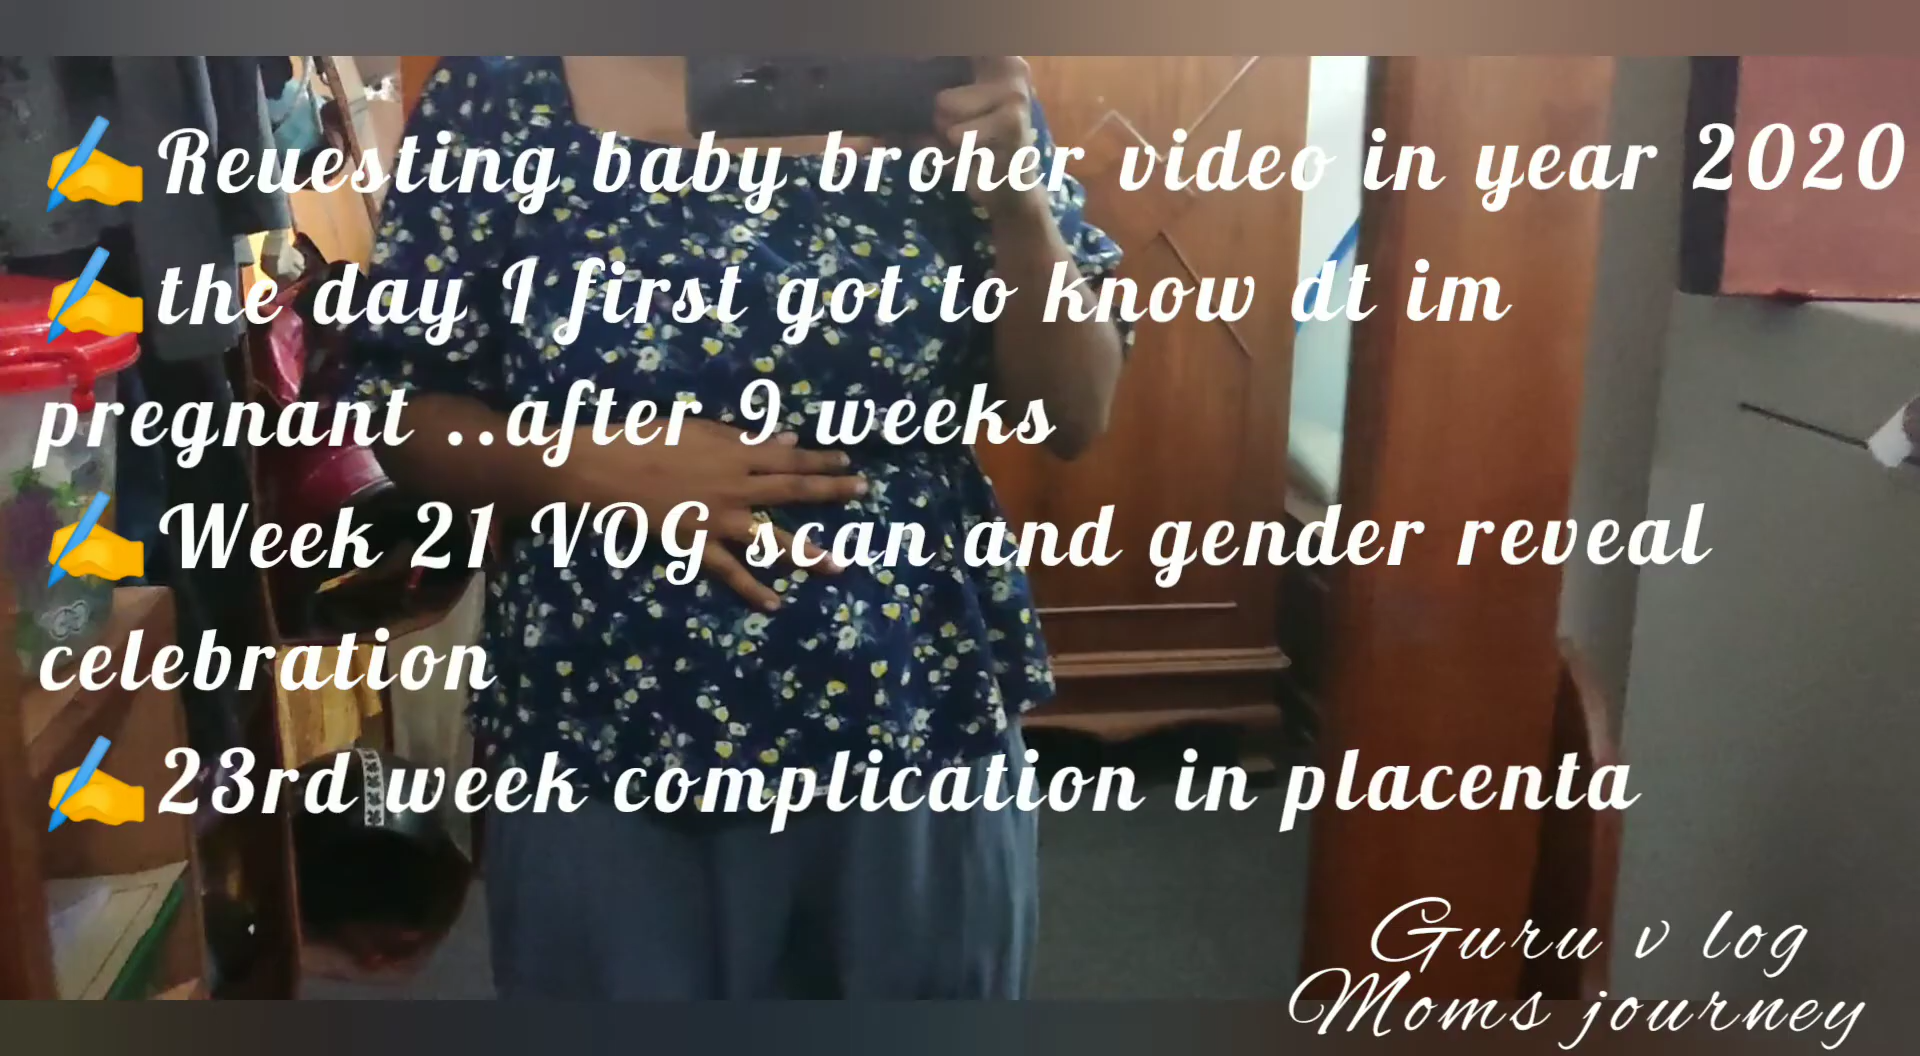 ✍️Reuesting baby broher video in year 2020
✍️the day I first got to know dt im
pregnant ..after 9 weeks
✍️Week 21 VOG scan and gender reveal
celebration
✍️23rd week complication in placenta
Guru v log
Moms journey